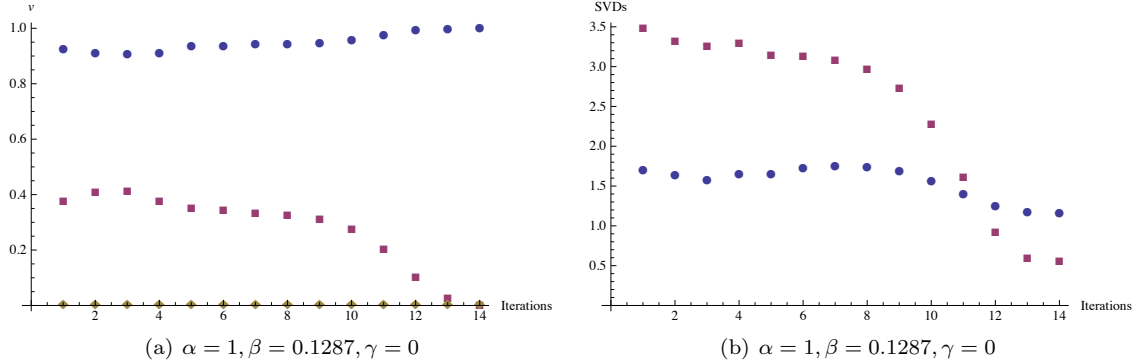 v
1.0
0.8
0.6
0.4
0.2
2 4 6 8 10 12 14 Iterations
(a) α = 1, β = 0.1287, γ = 0
SVDs
3.5
3.0
2.5
2.0
1.5
1.0
0.5
2 4 6 8 10 12 14 Iterations
(b) α = 1, β = 0.1287, γ = 0